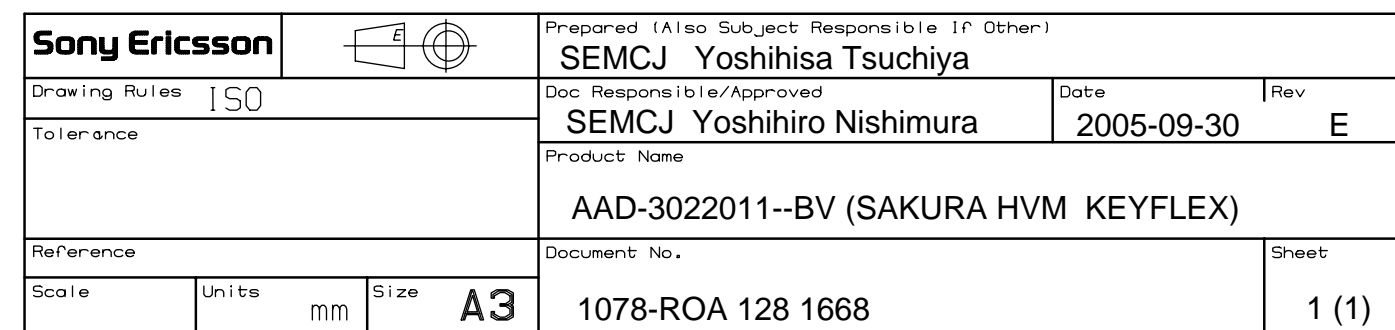 Sony Ericsson
E
Prepared (Also Subject Responsible If Other)
SEMCJ Yoshihisa Tsuchiya
Drawing Rules ISO
Doc Responsible/Approved
SEMCJ Yoshihiro Nishimura
Date
2005-09-30
Rev
E
Tolerance
Product Name
AAD-3022011--BV (SAKURA HVM KEYFLEX)
Reference
Document No.
1078-ROA 128 1668
Sheet
1 (1)
Scale
Units
mm
Size
A3